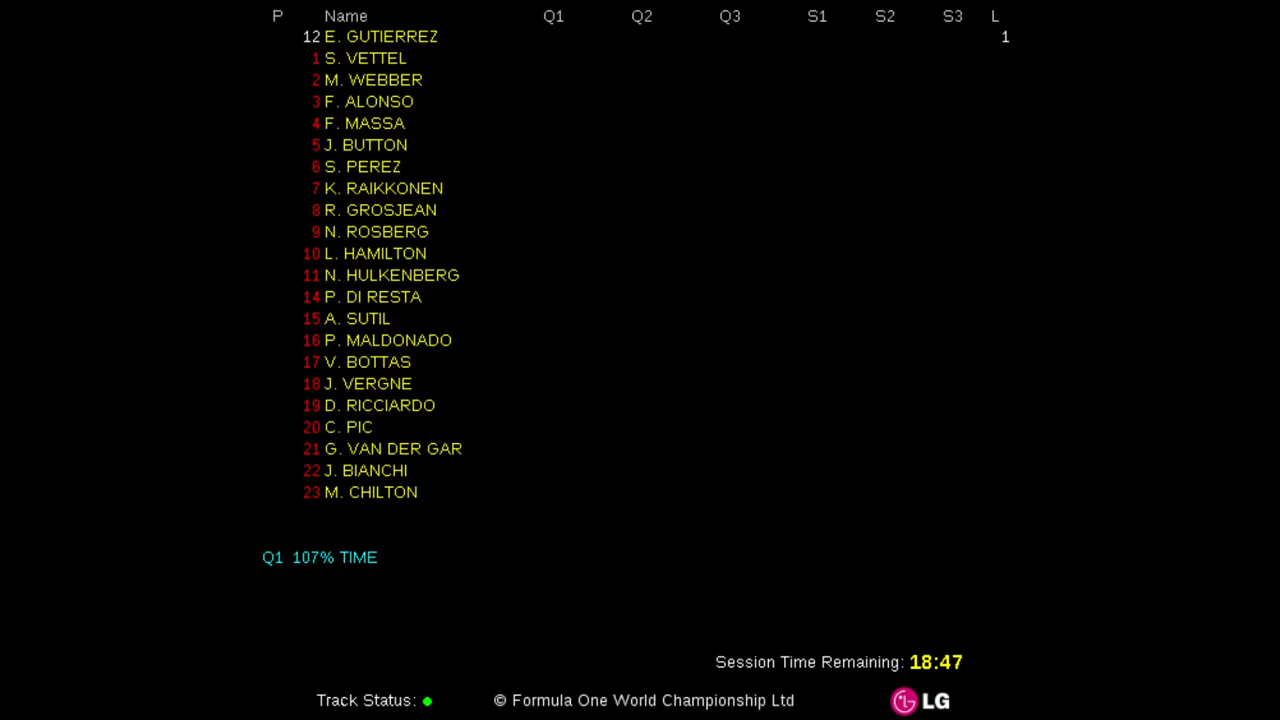 P Name Q1 Q2 Q3 S1 S2 S3 L
12 E. GUTIERREZ 1
1 S. VETTEL
2 M. WEBBER
3 F. ALONSO
4 F. MASSA
5 J. BUTTON
6 S. PEREZ
7 K. RAIKKONEN
8 R. GROSJEAN
9 N. ROSBERG
10 L. HAMILTON
11 N. HULKENBERG
14 P. DI RESTA
15 A. SUTIL
16 P. MALDONADO
17 V. BOTTAS
18 J. VERGNE
19 D. RICCIARDO
20 C. PIC
21 G. VAN DER GAR
22 J. BIANCHI
23 M. CHILTON
Q1 107% TIME
Session Time Remaining: 18:47
Track Status: © Formula One World Championship Ltd LG